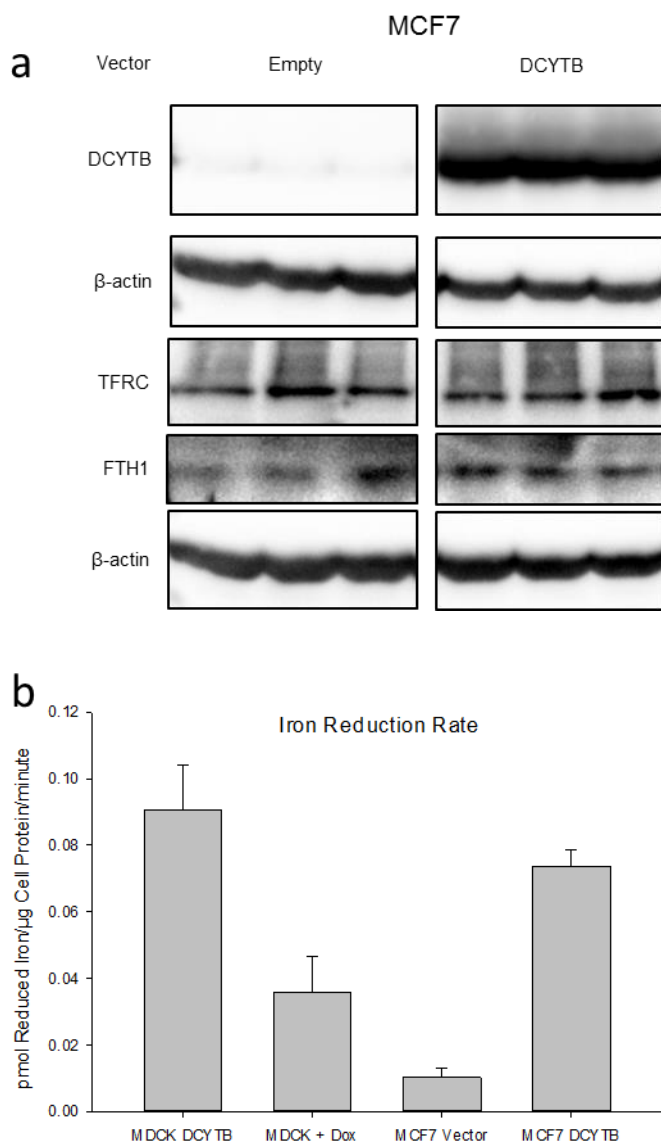 MCF7
a
Vector Empty DCYTB
DCYTB
β-actin
TFRC
FTH1
β-actin
b
Iron Reduction Rate
pmol Reduced Iron/µg Cell Protein/minute
0.12
0.10
0.08
0.06
0.04
0.02
0.00
MDCK DCYTB MDCK + Dox MCF7 Vector MCF7 DCYTB